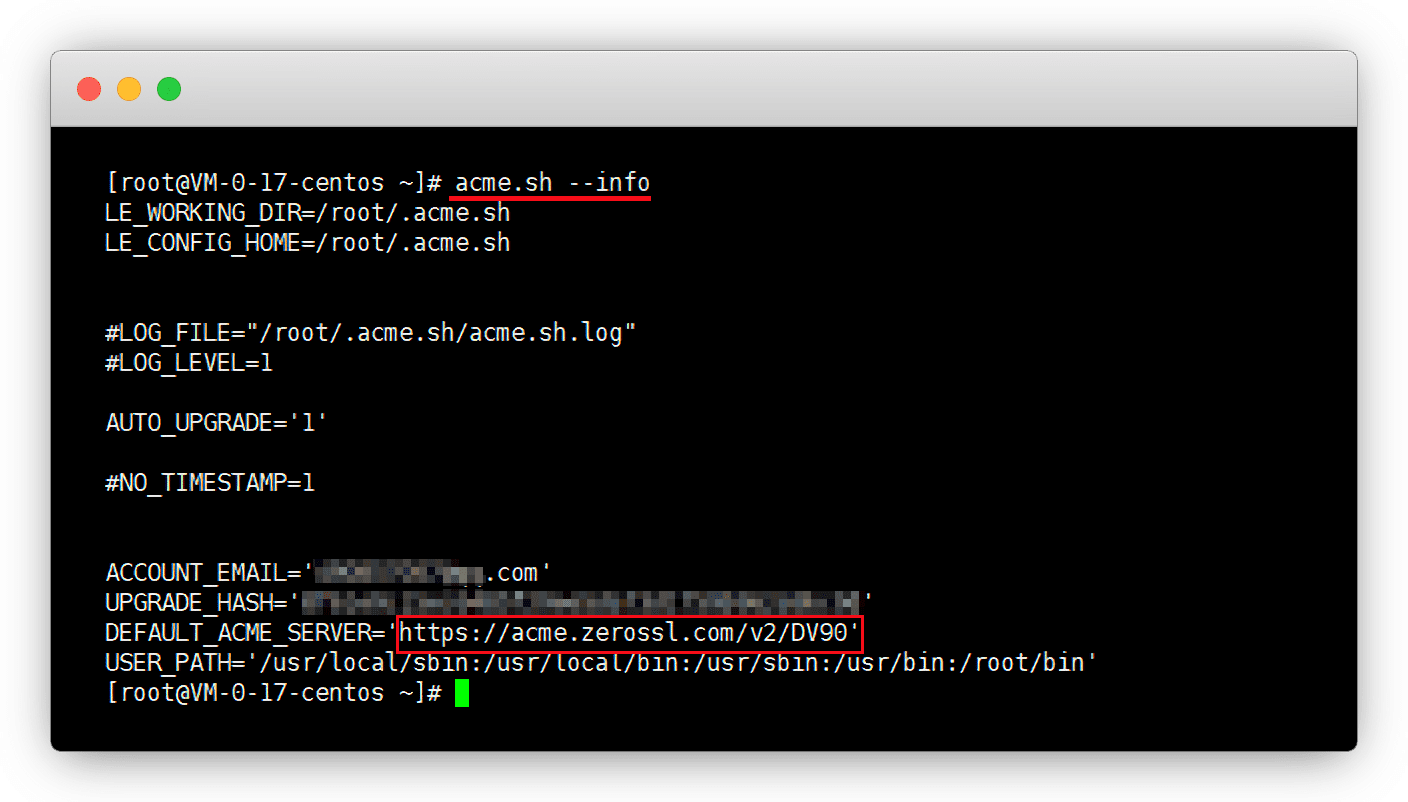 [root@VM-0-17-centos ~]# acme.sh --info
LE_WORKING_DIR=/root/.acme.sh
LE_CONFIG_HOME=/root/.acme.sh
#LOG_FILE="/root/.acme.sh/acme.sh.log"
#LOG_LEVEL=1
AUTO_UPGRADE='1'
#NO_TIMESTAMP=1
ACCOUNT_EMAIL=' .com'
UPGRADE_HASH=' '
DEFAULT_ACME_SERVER='https://acme.zerossl.com/v2/DV90'
USER_PATH='/usr/local/sbin:/usr/local/bin:/usr/sbin:/usr/bin:/root/bin'
[root@VM-0-17-centos ~]#